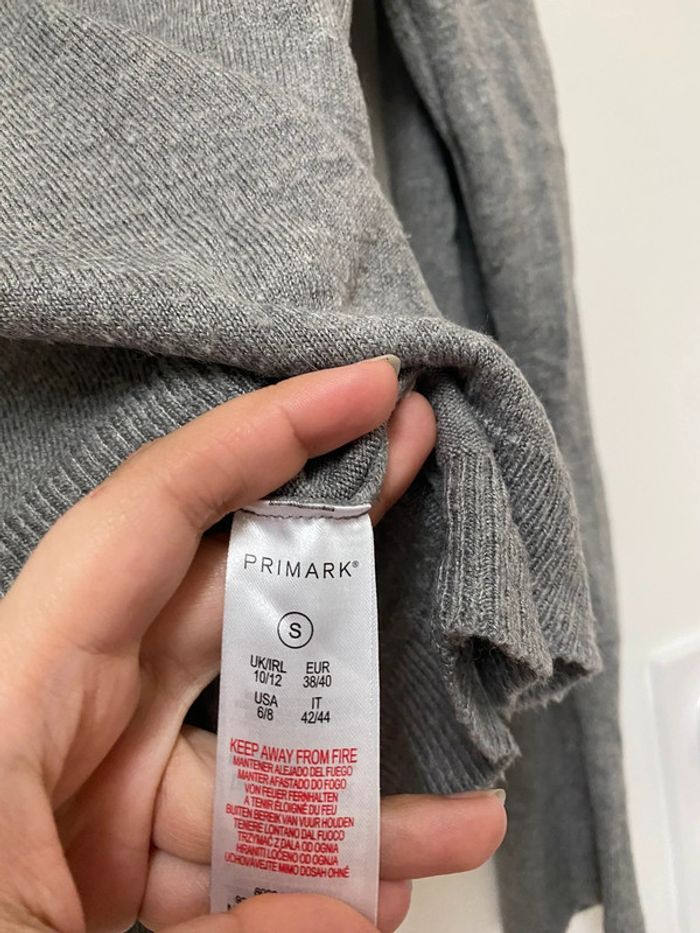 PRIMARK®
S
UK/IRL EUR
10/12 38/40
USA IT
6/8 42/44
KEEP AWAY FROM FIRE
MANTENER ALEJADO DEL FUEGO
MANTER AFASTADO DO FOGO
VON FEUER FERNHALTEN
A TENIR ÉLOIGNÉ DU FEU
BUITEN BEREIK VAN VUUR HOUDEN
TENERE LONTANO DAL FUOCO
TRZYMAĆ Z DALA OD OGNIA
HRANITI LOČENO OD OGNJA
UCHOVÁVEJTE MIMO DOSAH OHNĚ